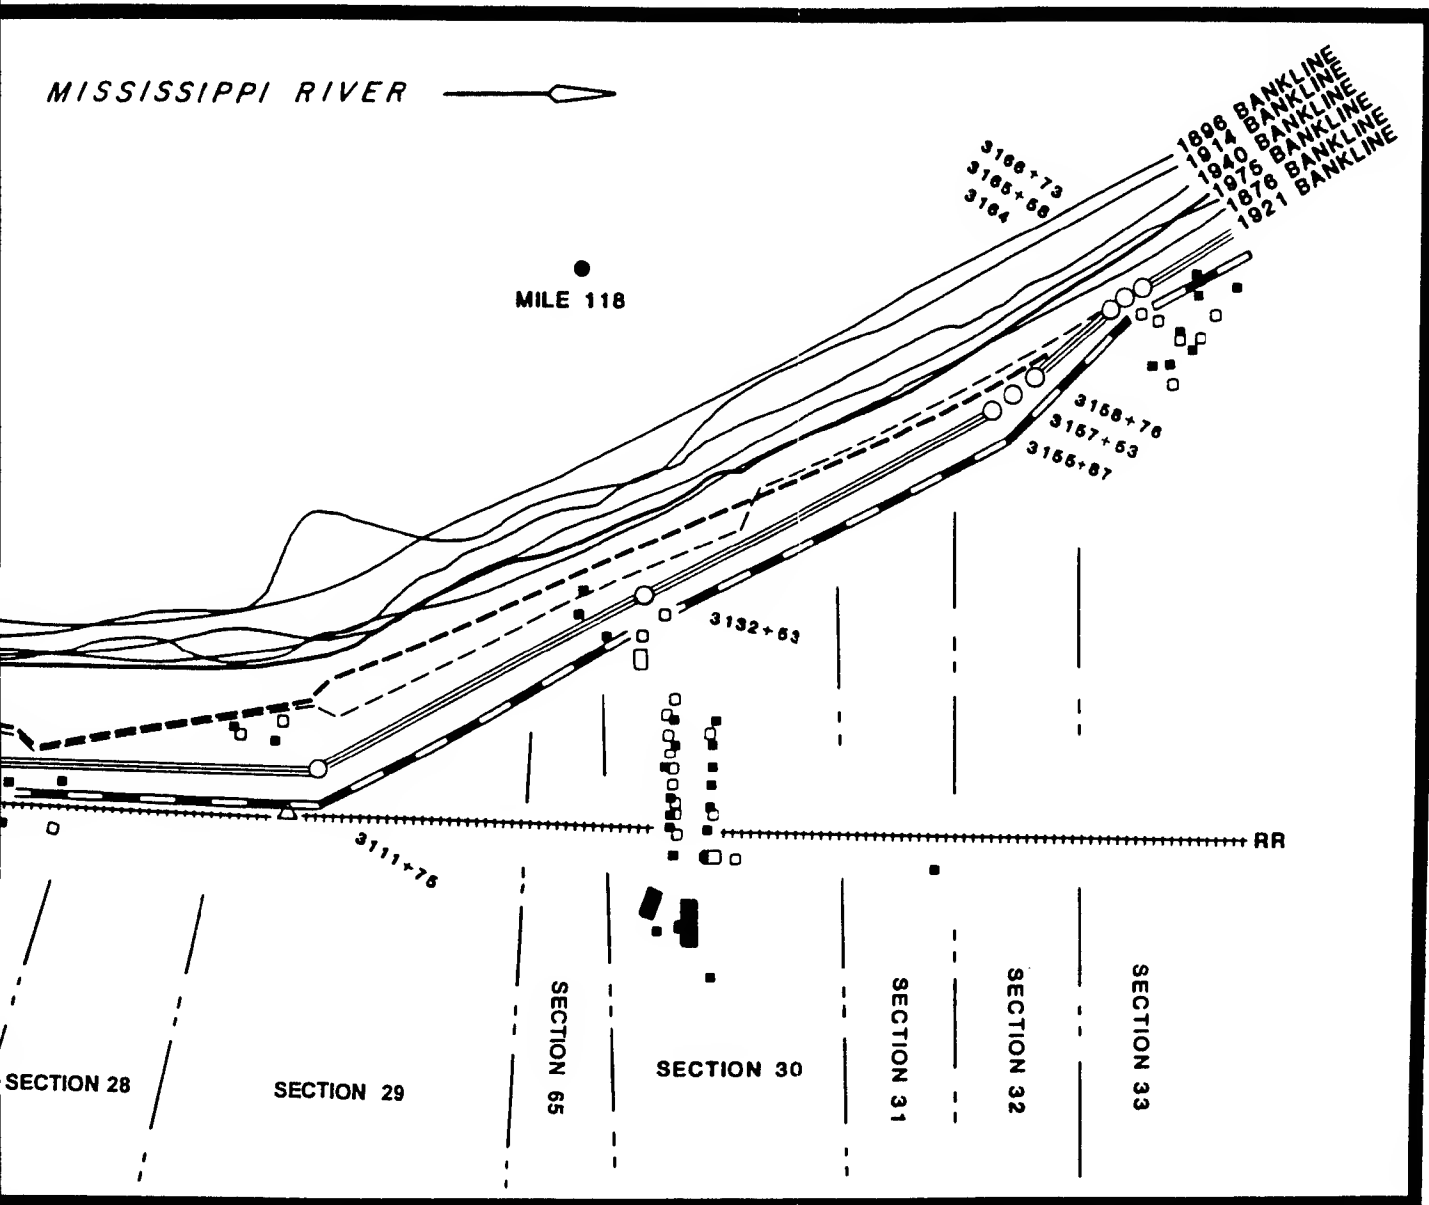 MISSISSIPPI RIVER
1896 BANKLINE
1914 BANKLINE
1940 BANKLINE
1975 BANKLINE
1876 BANKLINE
1921 BANKLINE
3166+73
3165+58
3164
MILE 118
3158+76
3157+53
3155+87
3132+53
RR
3111+75
SECTION 28
SECTION 29
SECTION 65
SECTION 30
SECTION 31
SECTION 32
SECTION 33